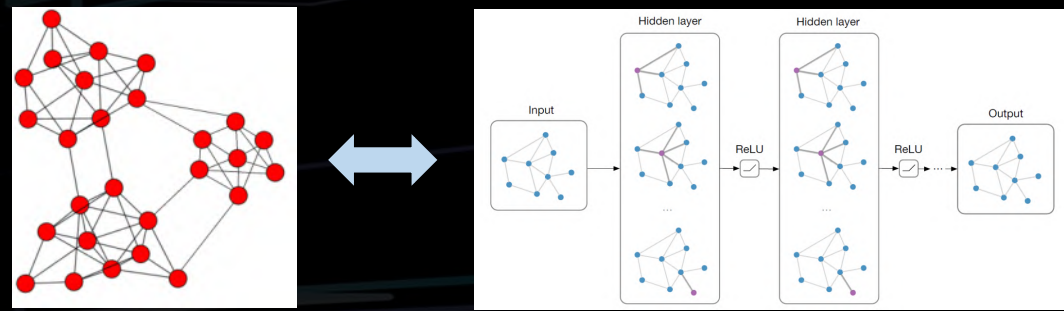 Hidden layer
Hidden layer
Input
Output
ReLU
ReLU
...
...